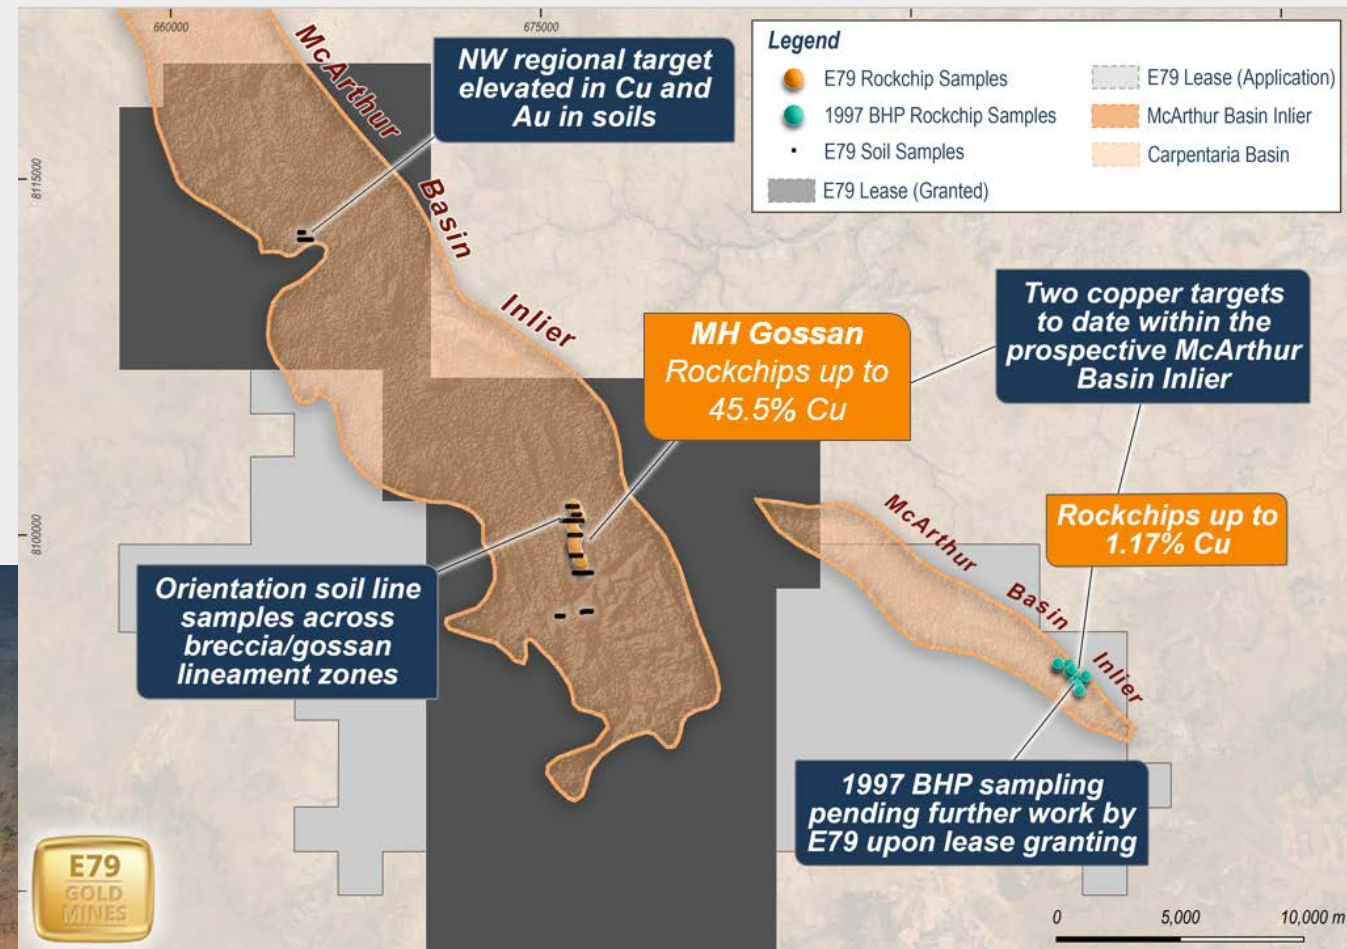 660000
675000
8115000
8100000
Legend
E79 Rockchip Samples
1997 BHP Rockchip Samples
E79 Soil Samples
E79 Lease (Granted)
E79 Lease (Application)
McArthur Basin Inlier
Carpentaria Basin
NW regional target
elevated in Cu and
Au in soils
McArthur
Basin
Inlier
MH Gossan
Rockchips up to
45.5% Cu
Two copper targets
to date within the
prospective McArthur
Basin Inlier
Rockchips up to
1.17% Cu
McArthur
Basin
Inlier
Orientation soil line
samples across
breccia/gossan
lineament zones
1997 BHP sampling
pending further work by
E79 upon lease granting
E79
GOLD
MINES
0 5,000 10,000 m